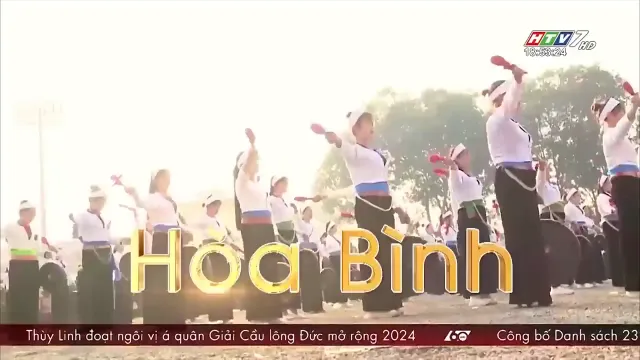 HTV7 HD
18:53:24
Hòa Bình
Thùy Linh đoạt ngôi vị á quân Giải Cầu lông Đức mở rộng 2024 60 Công bố Danh sách 23